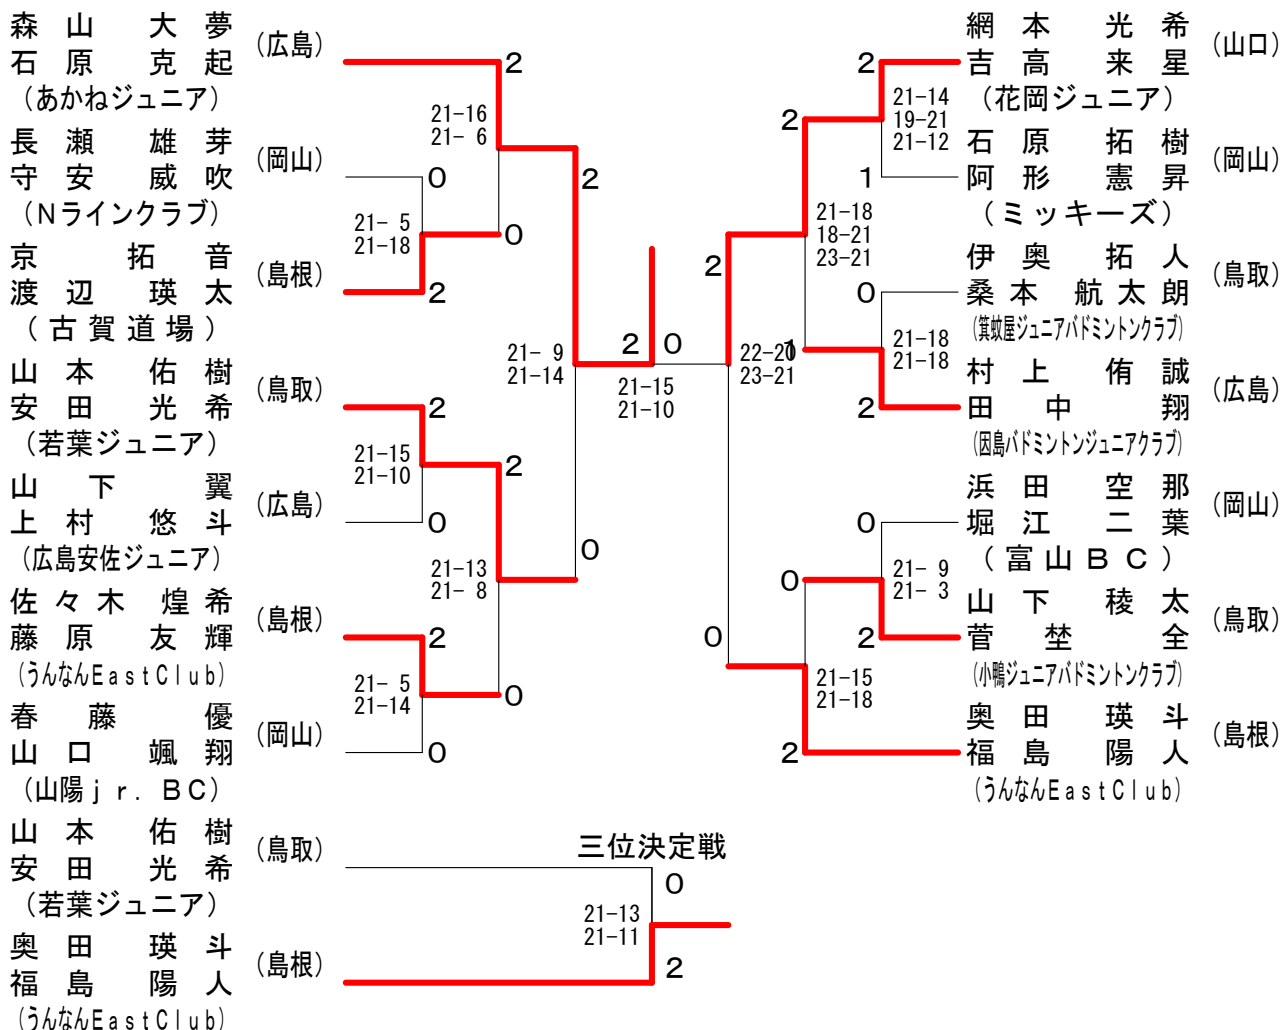 森山 大夢
石原 克起
(広島)
(あかねジュニア)
長瀬 雄芽
守安 威吹
(岡山)
(Nラインクラブ)
京 拓音
渡辺 瑛太
(島根)
(古賀道場)
山本 佑樹
安田 光希
(鳥取)
(若葉ジュニア)
山下 翼
上村 悠斗
(広島)
(広島安佐ジュニア)
佐々木 煌希
藤原 友輝
(島根)
(うんなんEastClub)
春藤 優
山口 颯翔
(岡山)
(山陽jr. BC)
2
21-16
21- 6
0
0
21- 5
21-18
2
2
21-15
21-10
0
2
21-13
21- 8
0
2
21- 5
21-14
0
2
21- 9
21-14
0
2
0
21-15
21-10
2
22-20
23-21
0
2
21-18
18-21
23-21
1
2
21-14
19-21
21-12
1
0
21-18
21-18
2
0
21- 9
21- 3
2
0
21-15
21-18
2
網本 光希
吉高 来星
(山口)
(花岡ジュニア)
石原 拓樹
阿形 憲昇
(岡山)
(ミッキーズ)
伊奥 拓人
桑本 航太朗
(鳥取)
(箕蚊屋ジュニアバドミントンクラブ)
村上 侑誠
田中 翔
(広島)
(因島バドミントンジュニアクラブ)
浜田 空那
堀江 二葉
(岡山)
(富山BC)
山下 稜太
菅埜 全
(鳥取)
(小鴨ジュニアバドミントンクラブ)
奥田 瑛斗
福島 陽人
(島根)
(うんなんEastClub)
三位決定戦
山本 佑樹
安田 光希
(鳥取)
(若葉ジュニア)
0
21-13
21-11
2
奥田 瑛斗
福島 陽人
(島根)
(うんなんEastClub)